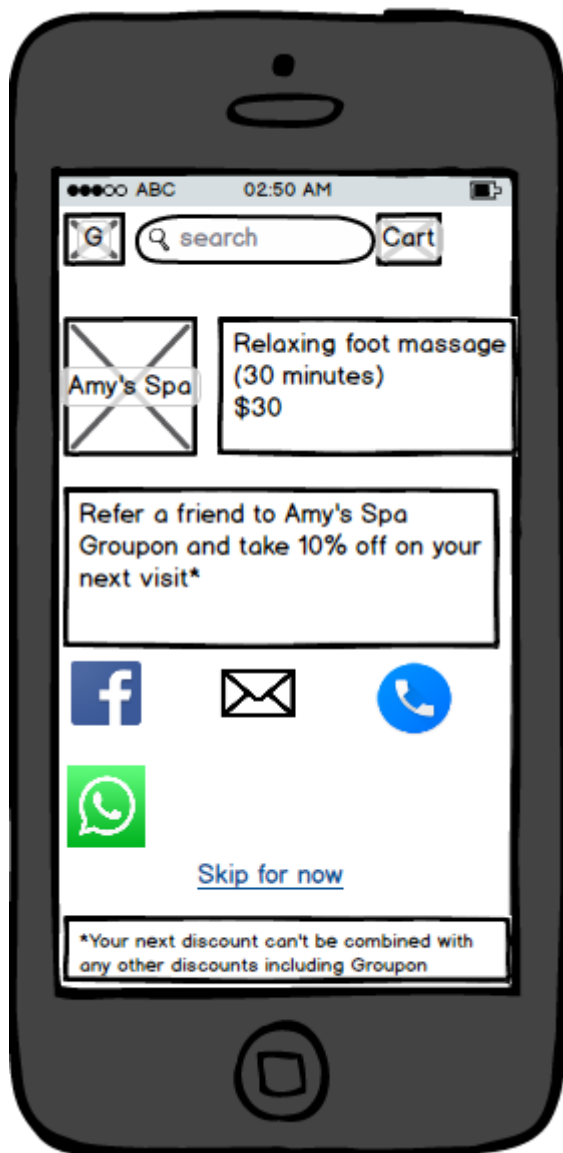 ABC 02:50 AM
G search Cart
Amy's Spa
Relaxing foot massage
(30 minutes)
$30
Refer a friend to Amy's Spa
Groupon and take 10% off on your
next visit*
f
Skip for now
*Your next discount can't be combined with
any other discounts including Groupon